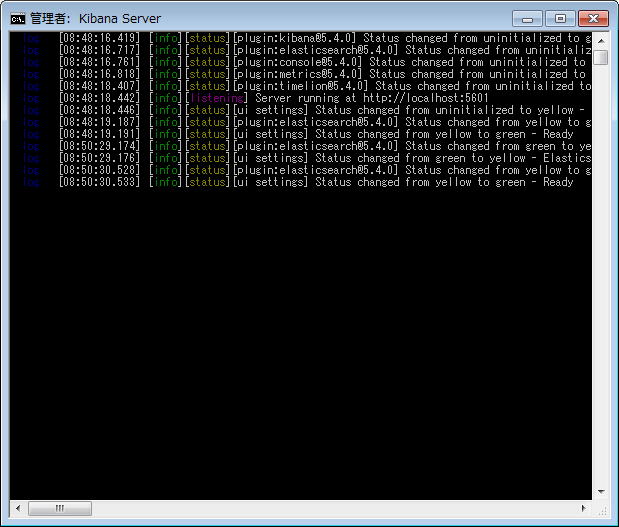 管理者: Kibana Server
log [08:48:16.419] [info][status][plugin:kibana@5.4.0] Status changed from uninitialized to g
log [08:48:16.717] [info][status][plugin:elasticsearch@5.4.0] Status changed from uninitializ
log [08:48:16.761] [info][status][plugin:console@5.4.0] Status changed from uninitialized to
log [08:48:16.818] [info][status][plugin:metrics@5.4.0] Status changed from uninitialized to
log [08:48:18.407] [info][status][plugin:timelion@5.4.0] Status changed from uninitialized to
log [08:48:18.442] [info][listening] Server running at http://localhost:5601
log [08:48:18.446] [info][status][ui settings] Status changed from uninitialized to yellow -
log [08:48:19.187] [info][status][plugin:elasticsearch@5.4.0] Status changed from yellow to g
log [08:48:19.191] [info][status][ui settings] Status changed from yellow to green - Ready
log [08:50:29.174] [info][status][plugin:elasticsearch@5.4.0] Status changed from green to ye
log [08:50:29.176] [info][status][ui settings] Status changed from green to yellow - Elastics
log [08:50:30.528] [info][status][plugin:elasticsearch@5.4.0] Status changed from yellow to g
log [08:50:30.533] [info][status][ui settings] Status changed from yellow to green - Ready